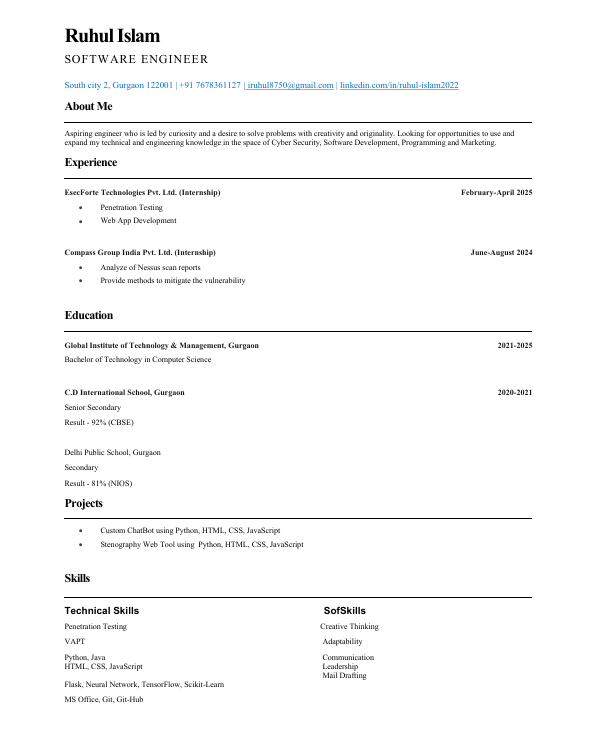 Ruhul Islam
SOFTWARE ENGINEER
South city 2, Gurgaon 122001 | +91 7678361127 | iruhul8750@gmail.com | linkedin.com/in/ruhul-islam2022
About Me
Aspiring engineer who is led by curiosity and a desire to solve problems with creativity and originality. Looking for opportunities to use and
expand my technical and engineering knowledge in the space of Cyber Security, Software Development, Programming and Marketing.
Experience
EsecForte Technologies Pvt. Ltd. (Internship) February-April 2025
• Penetration Testing
• Web App Development
Compass Group India Pvt. Ltd. (Internship) June-August 2024
• Analyze of Nessus scan reports
• Provide methods to mitigate the vulnerability
Education
Global Institute of Technology & Management, Gurgaon 2021-2025
Bachelor of Technology in Computer Science
C.D International School, Gurgaon 2020-2021
Senior Secondary
Result - 92% (CBSE)
Delhi Public School, Gurgaon
Secondary
Result - 81% (NIOS)
Projects
• Custom ChatBot using Python, HTML, CSS, JavaScript
• Stenography Web Tool using Python, HTML, CSS, JavaScript
Skills
Technical Skills
Penetration Testing
VAPT
Python, Java
HTML, CSS, JavaScript
Flask, Neural Network, TensorFlow, Scikit-Learn
MS Office, Git, Git-Hub
SofSkills
Creative Thinking
Adaptability
Communication
Leadership
Mail Drafting